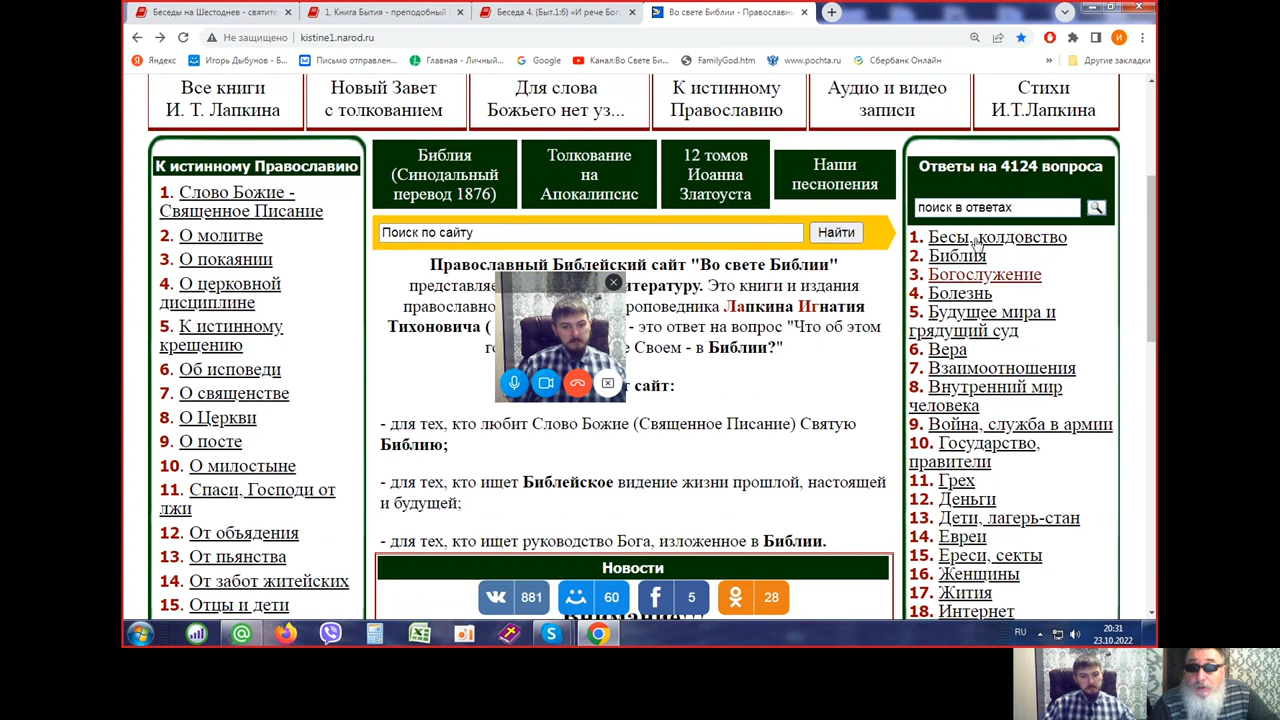 Беседы на Шестоднев - святите
1, Книга Бытия - преподобный
Беседа 4. (Быт.1:6) «И рече Бог
Во свете Библии - Православн
Не защищено
kistine1.narod.ru
Яндекс
Игорь Дыбунов - Б...
Письмо отправлен...
Главная - Личный...
Google
Канал:Во Свете Би...
FamilyGod.htm
www.pochta.ru
Сбербанк Онлайн
»
Другие закладки
Все книги
И. Т. Лапкина
Новый Завет
с толкованием
Для слова
Божьего нет уз...
К истинному
Православию
Аудио и видео
записи
Стихи
И.Т.Лапкина
К истинному Православию
1. Слово Божие -
Священное Писание
2. О молитве
3. О покаянии
4. О церковной
дисциплине
5. К истинному
крещению
6. Об исповеди
7. О священстве
8. О Церкви
9. О посте
10. О милостыне
11. Спаси, Господи от
лжи
12. От объядения
13. От пьянства
14. От забот житейских
15. Отцы и дети
Библия
(Синодальный
перевод 1876)
Толкование
на
Апокалипсис
12 томов
Иоанна
Златоуста
Наши
песнопения
Поиск по сайту
Найти
Православный Библейский сайт "Во свете Библии"
представляе
итературу. Это книги и издания
православно
роповедника Лапкина Игнатия
Тихоновича (
- это ответ на вопрос "Что об этом
го
е Своем - в Библии?"
т сайт:
- для тех, кто любит Слово Божие (Священное Писание) Святую
Библию;
- для тех, кто ищет Библейское видение жизни прошлой, настоящей
и будущей;
- для тех, кто ищет руководство Бога, изложенное в Библии.
Новости
881
60
5
28
Ответы на 4124 вопроса
поиск в ответах
1. Бесы, колдовство
2. Библия
3. Богослужение
4. Болезнь
5. Будущее мира и
грядущий суд
6. Вера
7. Взаимоотношения
8. Внутренний мир
человека
9. Война, служба в армии
10. Государство,
правители
11. Грех
12. Деньги
13. Дети, лагерь-стан
14. Евреи
15. Ереси, секты
16. Женщины
17. Жития
18. Интернет
RU
20:31
23.10.2022